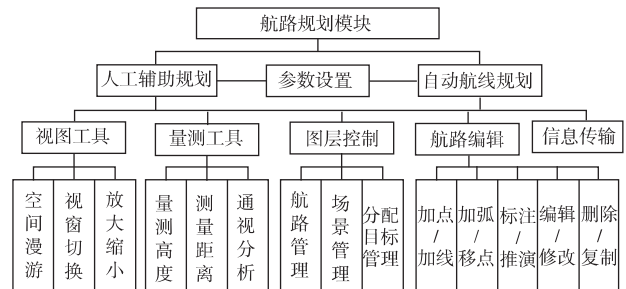 航路规划模块
人工辅助规划
参数设置
自动航线规划
视图工具
量测工具
图层控制
航路编辑
信息传输
空间漫游
视窗切换
放大缩小
量测高度
测量距离
通视分析
航路管理
场景管理
分配目标管理
加点/加线
加弧/移点
标注/推演
编辑/修改
删除/复制